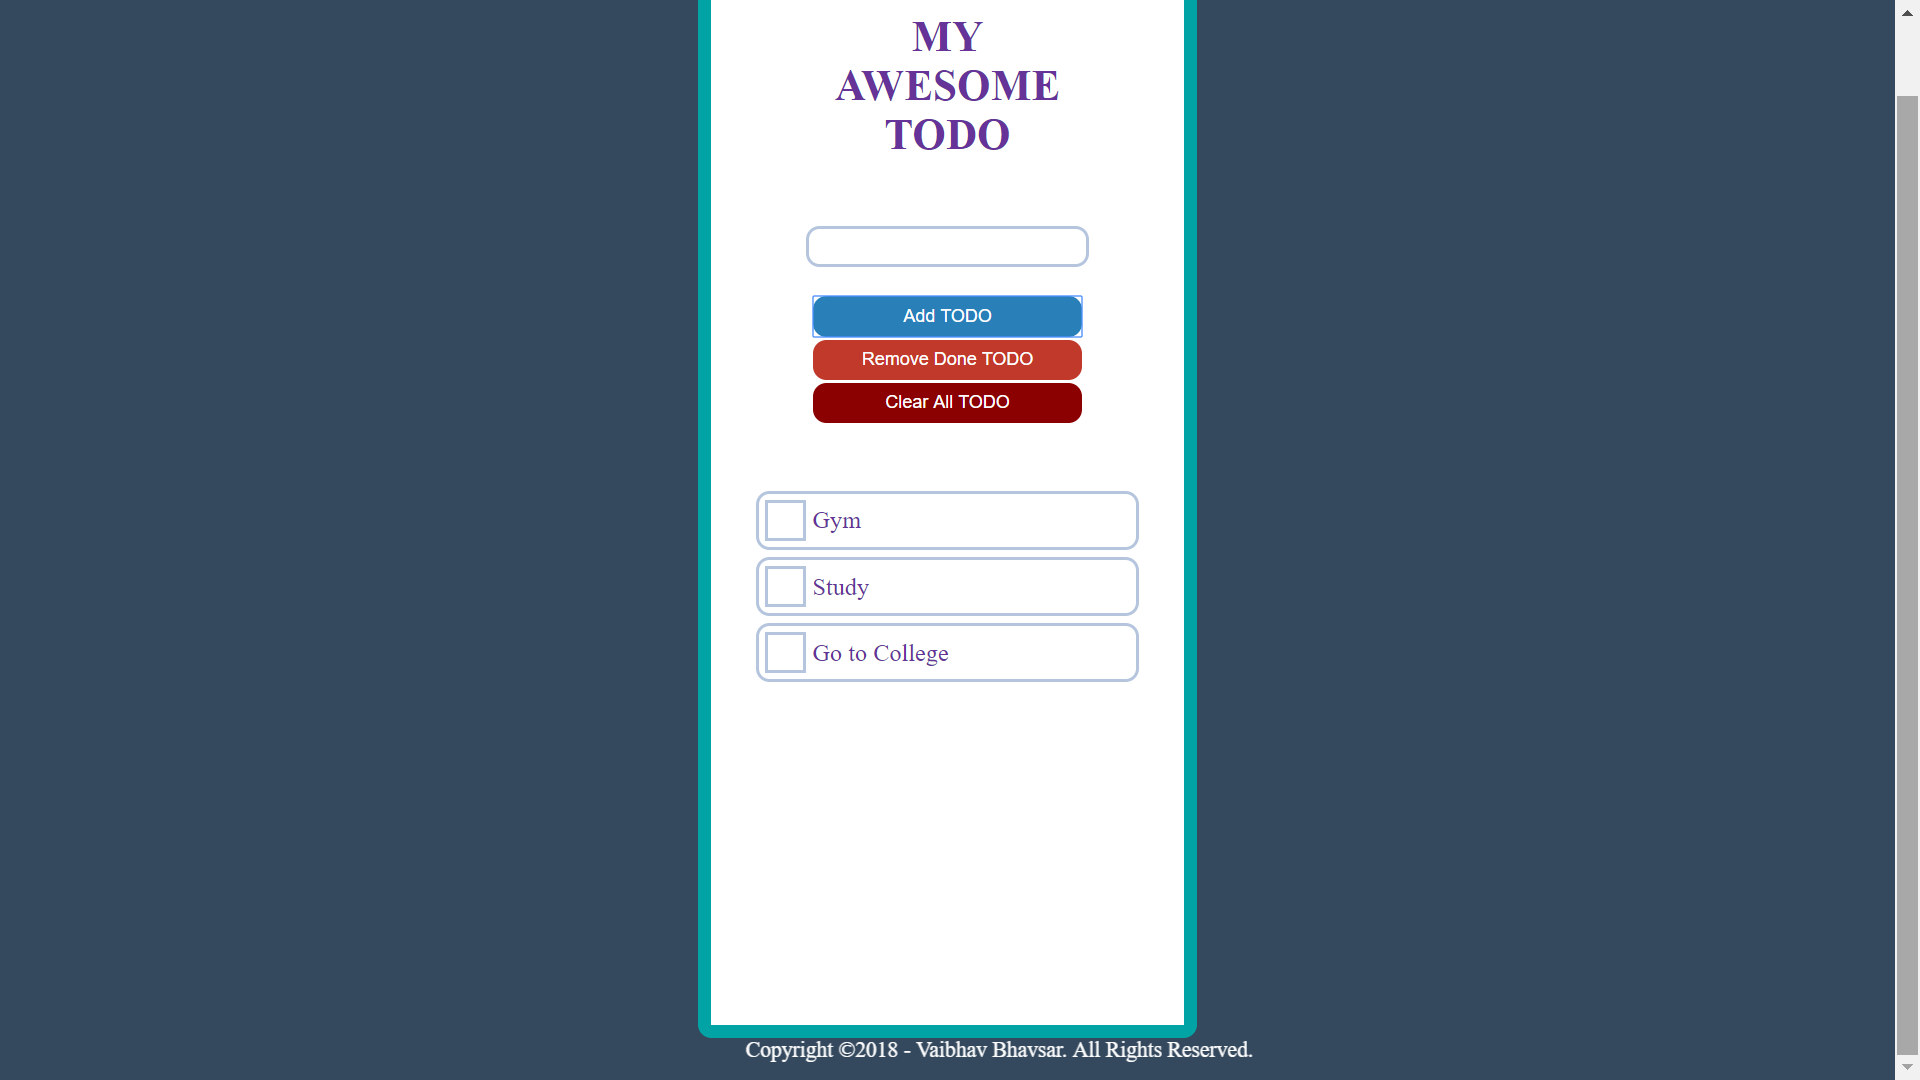 MY
AWESOME
TODO
Add TODO
Remove Done TODO
Clear All TODO
Gym
Study
Go to College
Copyright ©2018 - Vaibhav Bhavsar. All Rights Reserved.